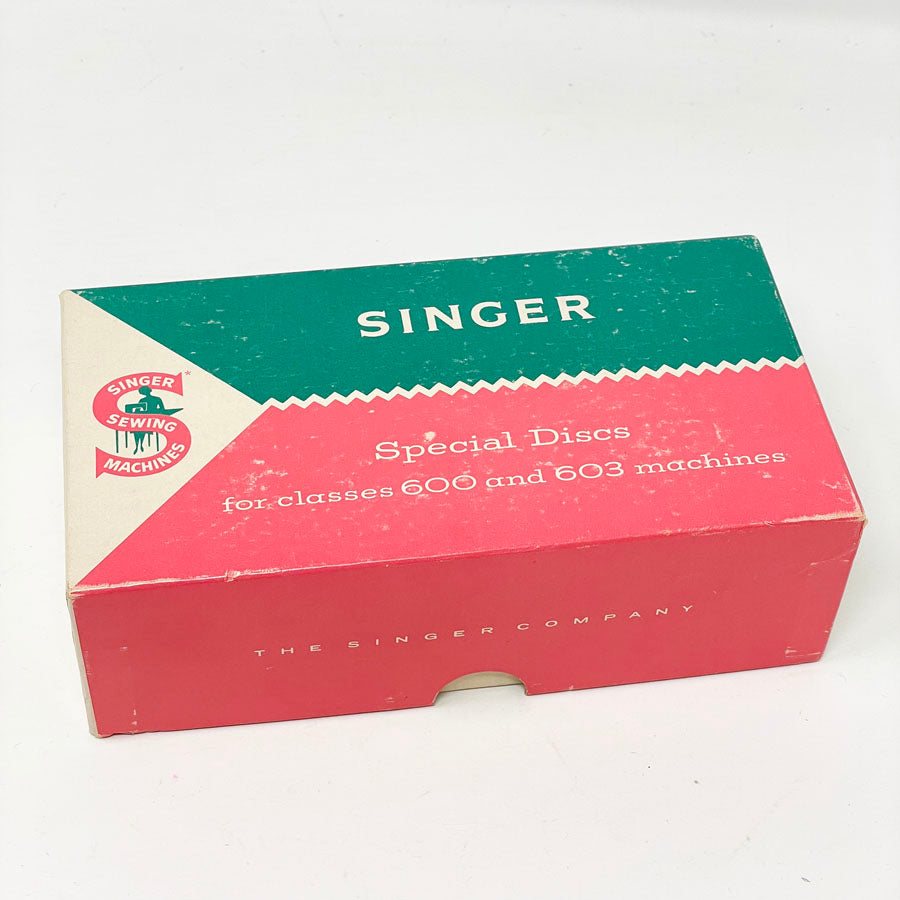 SINGER
SINGER *
SEWING
MACHINES
Special Discs
for classes 600 and 603 machines
THE SINGER COMPANY